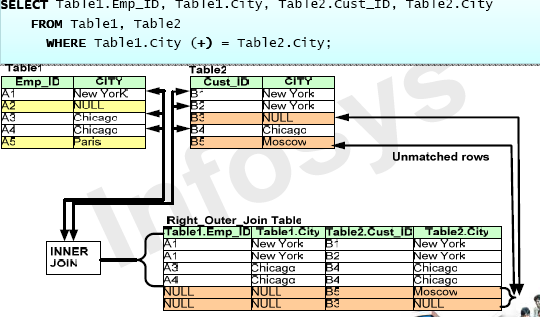 SELECT Table1.Emp_ID, Table1.City, Table2.Cust_ID, Table2.City
FROM Table1, Table2
WHERE Table1.City (+) = Table2.City;
Table1
Emp_ID CITY
A1 New YorK
A2 NULL
A3 Chicago
A4 Chicago
A5 Paris
Table2
Cust_ID CITY
B1 New York
B2 New York
B3 NULL
B4 Chicago
B5 Moscow
Unmatched rows
Infosys
INNER
JOIN
Right_Outer_Join Table
Table1.Emp_ID Table1.City Table2.Cust_ID Table2.City
A1 New York B1 New York
A1 New York B2 New York
A3 Chicago B4 Chicago
A4 Chicago B4 Chicago
NULL NULL B5 Moscow
NULL NULL B3 NULL